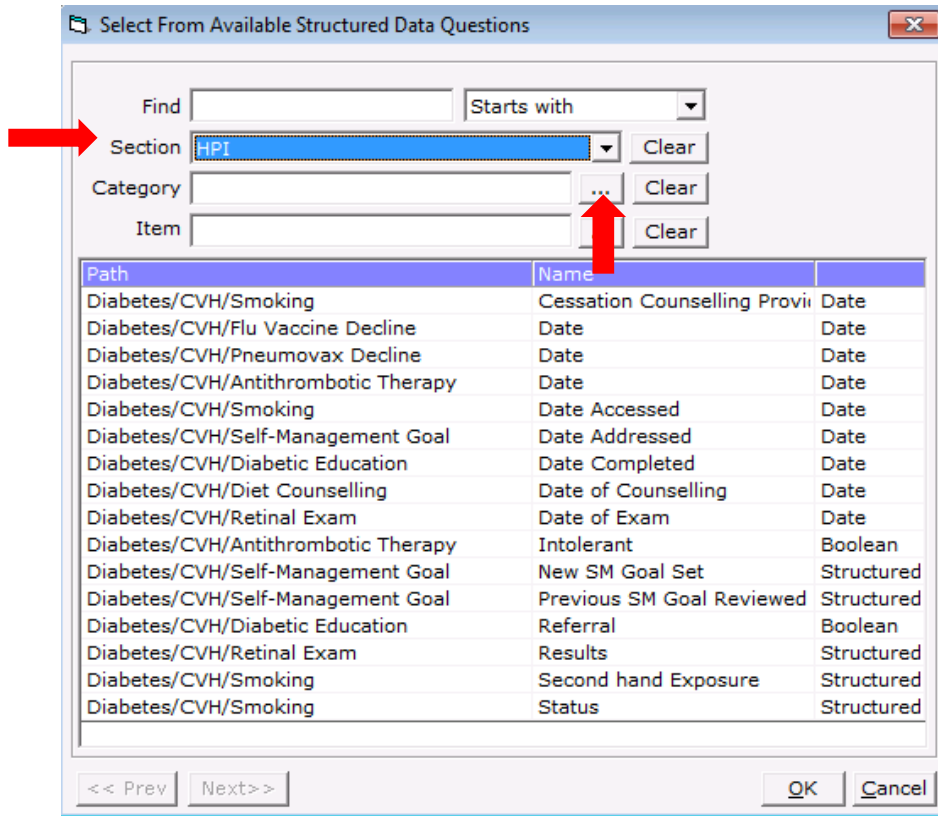 Select From Available Structured Data Questions
Find Starts with
Section HPI Clear
Category ... Clear
Item Clear
Path Name
Diabetes/CVH/Smoking Cessation Counselling Provi Date
Diabetes/CVH/Flu Vaccine Decline Date Date
Diabetes/CVH/Pneumovax Decline Date Date
Diabetes/CVH/Antithrombotic Therapy Date Date
Diabetes/CVH/Smoking Date Accessed Date
Diabetes/CVH/Self-Management Goal Date Addressed Date
Diabetes/CVH/Diabetic Education Date Completed Date
Diabetes/CVH/Diet Counselling Date of Counselling Date
Diabetes/CVH/Retinal Exam Date of Exam Date
Diabetes/CVH/Antithrombotic Therapy Intolerant Boolean
Diabetes/CVH/Self-Management Goal New SM Goal Set Structured
Diabetes/CVH/Self-Management Goal Previous SM Goal Reviewed Structured
Diabetes/CVH/Diabetic Education Referral Boolean
Diabetes/CVH/Retinal Exam Results Structured
Diabetes/CVH/Smoking Second hand Exposure Structured
Diabetes/CVH/Smoking Status Structured
<< Prev Next>> OK Cancel